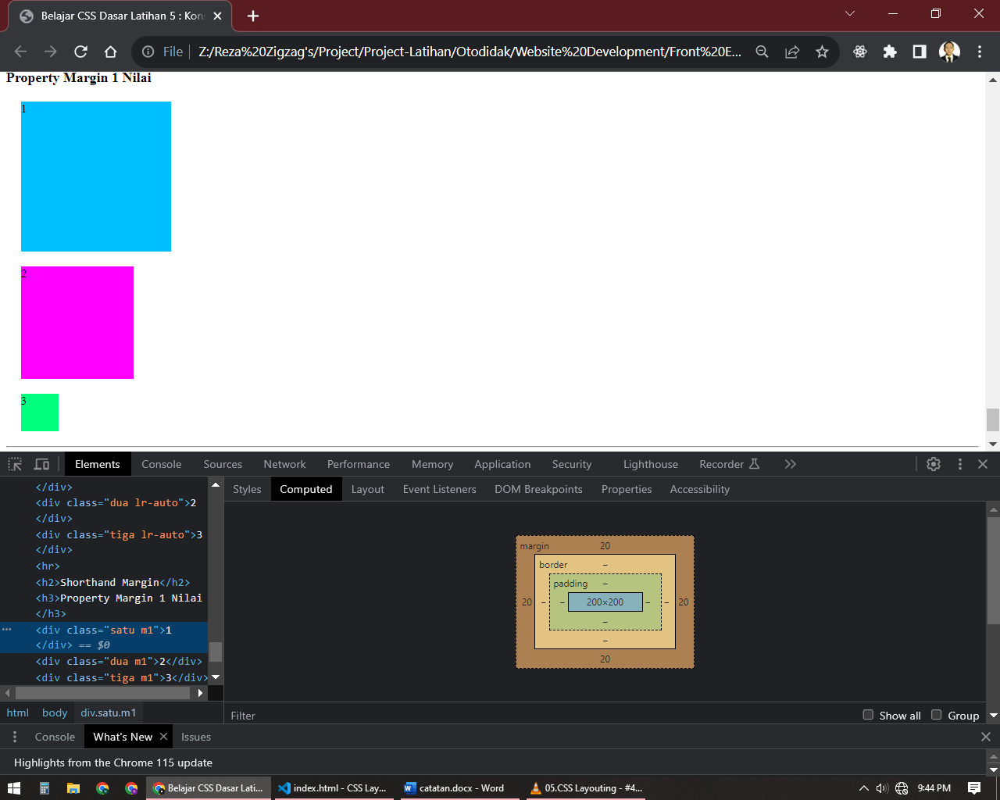 Belajar CSS Dasar Latihan 5 : Kon
File
Z:/Reza%20Zigzag's/Project/Project-Latihan/Otodidak/Website%20Development/Front%20E...
Property Margin 1 Nilai
1
2
3
Elements Console Sources Network Performance Memory Application Security Lighthouse Recorder
</div>
<div class="dua lr-auto">2
</div>
<div class="tiga lr-auto">3
</div>
<hr>
<h2>Shorthand Margin</h2>
<h3>Property Margin 1 Nilai
</h3>
<div class="satu m1">1
</div> == $0
<div class="dua m1">2</div>
<div class="tiga m1">3</div>
html body div.satu.m1
Styles Computed Layout Event Listeners DOM Breakpoints Properties Accessibility
margin 20
border –
padding –
20 – – 200×200 – – 20
–
–
20
Filter Show all Group
Console What's New Issues
Highlights from the Chrome 115 update
Belajar CSS Dasar Lati... index.html - CSS Lay... catatan.docx - Word 05.CSS Layouting - #4... 9:44 PM